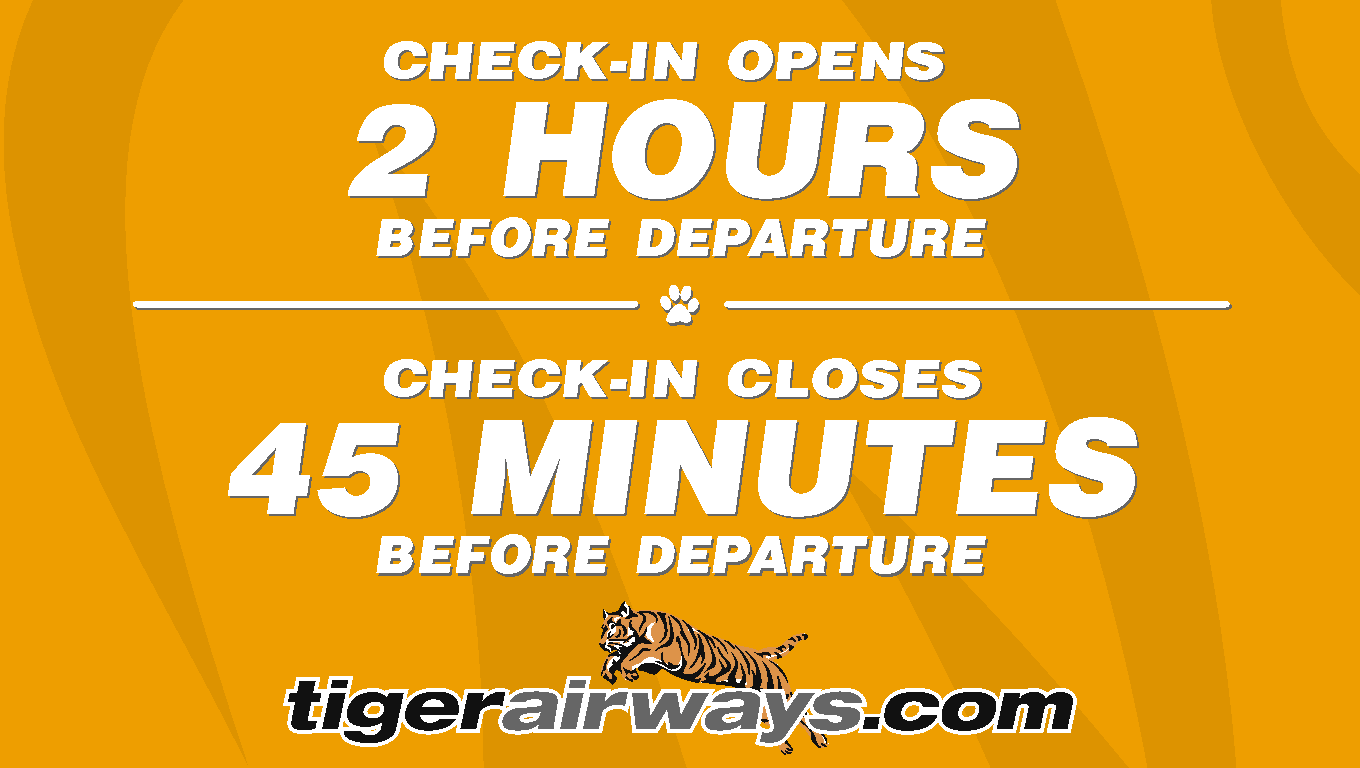 CHECK-IN OPENS
2 HOURS
BEFORE DEPARTURE
CHECK-IN CLOSES
45 MINUTES
BEFORE DEPARTURE
tigerairways.com